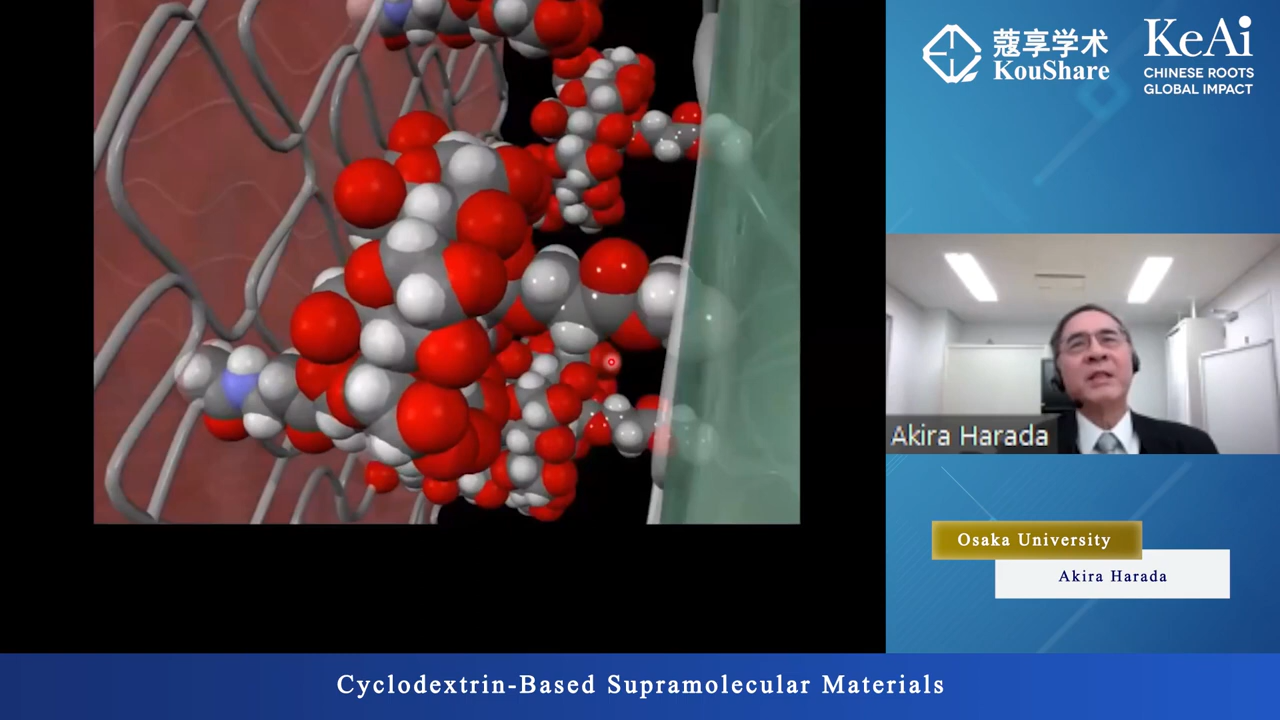 蔻享学术
KouShare
KeAi
CHINESE ROOTS
GLOBAL IMPACT
Akira Harada
Osaka University
Akira Harada
Cyclodextrin-Based Supramolecular Materials